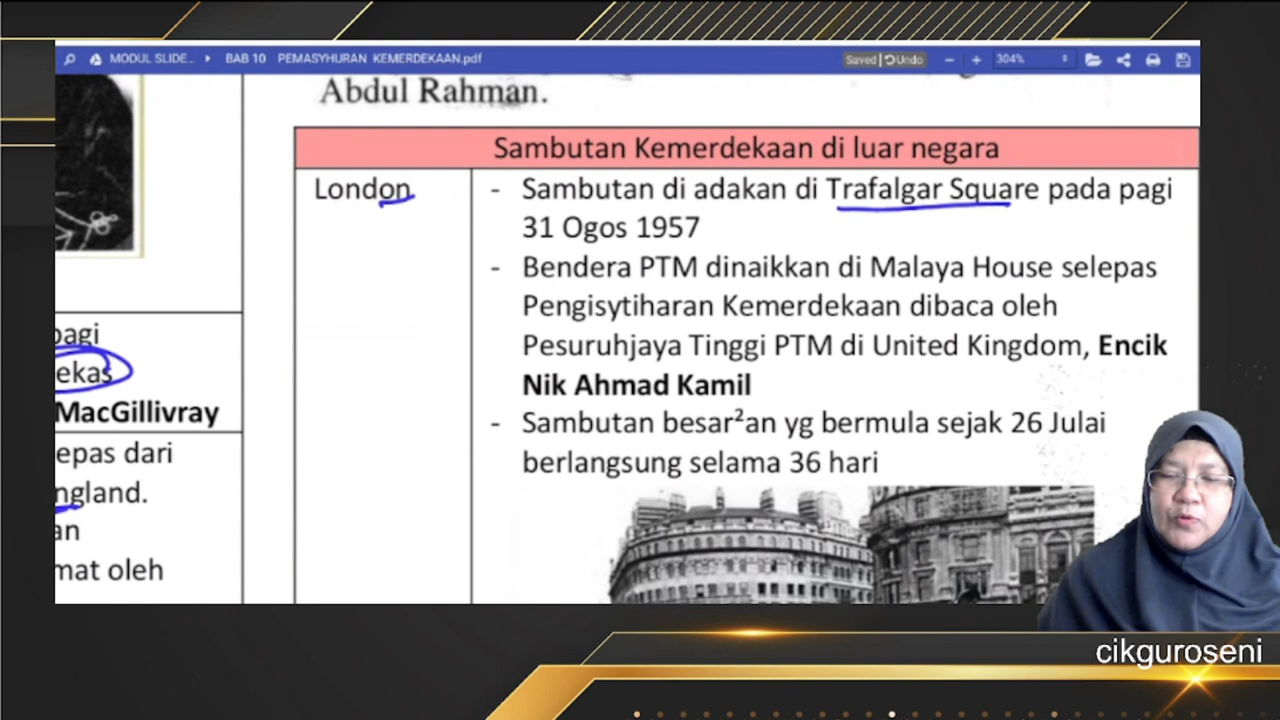 MODUL SLIDE... ▸ BAB 10 PEMASYHURAN KEMERDEKAAN.pdf
Saved | Undo
304%
Abdul Rahman.
Sambutan Kemerdekaan di luar negara
London
- Sambutan di adakan di Trafalgar Square pada pagi
31 Ogos 1957
- Bendera PTM dinaikkan di Malaya House selepas
Pengisytiharan Kemerdekaan dibaca oleh
Pesuruhjaya Tinggi PTM di United Kingdom, Encik
Nik Ahmad Kamil
- Sambutan besar²an yg bermula sejak 26 Julai
berlangsung selama 36 hari
pagi
ekas
MacGillivray
epas dari
ngland.
an
mat oleh
cikguroseni